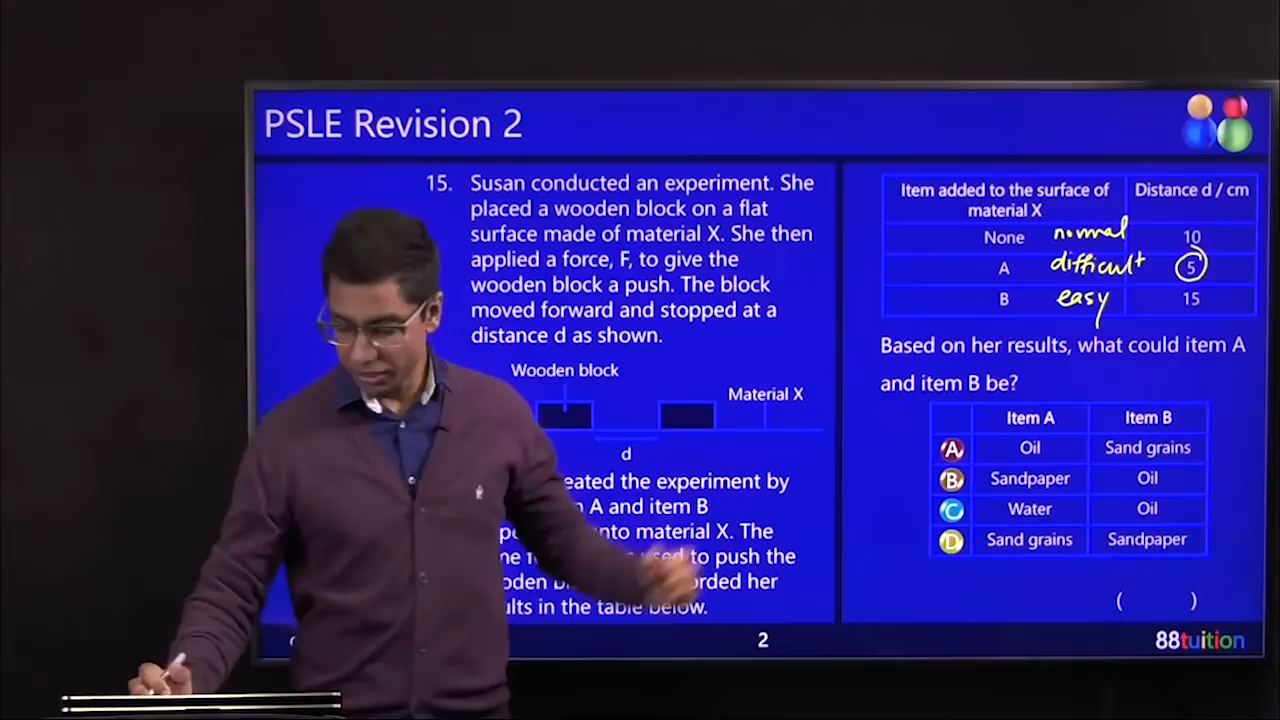 PSLE Revision 2
15. Susan conducted an experiment. She
placed a wooden block on a flat
surface made of material X. She then
applied a force, F, to give the
wooden block a push. The block
moved forward and stopped at a
distance d as shown.
Wooden block
Material X
d
eated the experiment by
A and item B
onto material X. The
used to push the
orded her
ults in the table below.
Item added to the surface of
material X
Distance d / cm
None normal 10
A difficult 5
B easy 15
Based on her results, what could item A
and item B be?
Item A Item B
A Oil Sand grains
B Sandpaper Oil
C Water Oil
D Sand grains Sandpaper
( )
2
88tuition